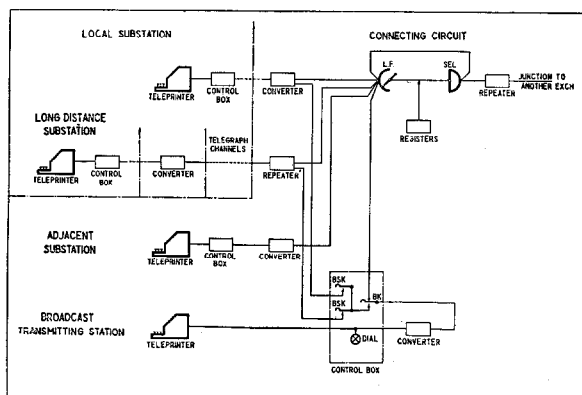 LOCAL SUBSTATION
CONNECTING CIRCUIT
L.F.
SEL
TELEPRINTER
CONTROL
BOX
CONVERTER
REPEATER
JUNCTION TO
ANOTHER EXCH
REGISTERS
LONG DISTANCE
SUBSTATION
TELEGRAPH
CHANNELS
TELEPRINTER
CONTROL
BOX
CONVERTER
REPEATER
ADJACENT
SUBSTATION
TELEPRINTER
CONTROL
BOX
CONVERTER
BSK
BK
BSK
BROADCAST
TRANSMITTING STATION
TELEPRINTER
DIAL
CONVERTER
CONTROL BOX